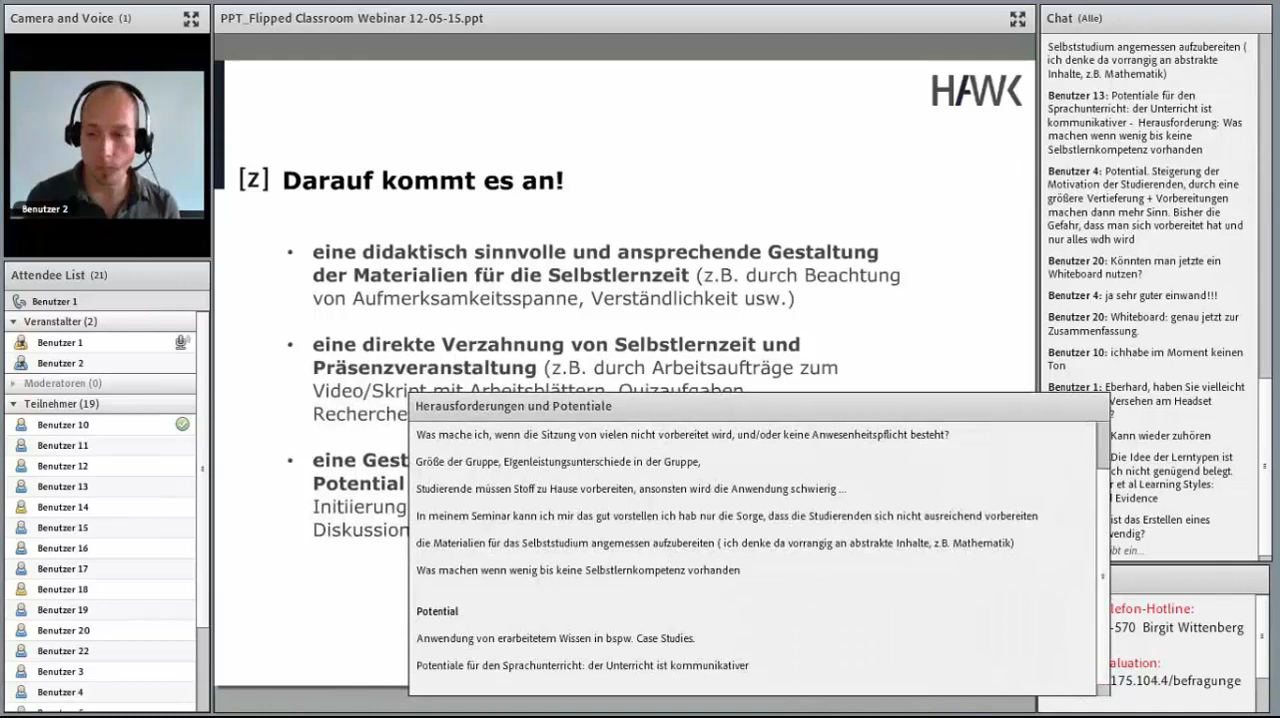 Camera and Voice (1)
Benutzer 2
Attendee List (21)
Benutzer 1
Veranstalter (2)
Benutzer 1
Benutzer 2
Moderatoren (0)
Teilnehmer (19)
Benutzer 10
Benutzer 11
Benutzer 12
Benutzer 13
Benutzer 14
Benutzer 15
Benutzer 16
Benutzer 17
Benutzer 18
Benutzer 19
Benutzer 20
Benutzer 22
Benutzer 3
Benutzer 4
PPT_Flipped Classroom Webinar 12-05-15.ppt
HAWK
[z] Darauf kommt es an!
• eine didaktisch sinnvolle und ansprechende Gestaltung
der Materialien für die Selbstlernzeit (z.B. durch Beachtung
von Aufmerksamkeitsspanne, Verständlichkeit usw.)
• eine direkte Verzahnung von Selbstlernzeit und
Präsenzveranstaltung (z.B. durch Arbeitsaufträge zum
Video/Skript mit Arbeitsblättern, Quizaufgaben,
Recherche
• eine Gest
Potential
Initiierung
Diskussion
Herausforderungen und Potentiale
Was mache ich, wenn die Sitzung von vielen nicht vorbereitet wird, und/oder keine Anwesenheitspflicht besteht?
Größe der Gruppe, EIgenleistungsunterschiede in der Gruppe,
Studierende müssen Stoff zu Hause vorbereiten, ansonsten wird die Anwendung schwierig ...
In meinem Seminar kann ich mir das gut vorstellen ich hab nur die Sorge, dass die Studierenden sich nicht ausreichend vorbereiten
die Materialien für das Selbststudium angemessen aufzubereiten ( ich denke da vorrangig an abstrakte Inhalte, z.B. Mathematik)
Was machen wenn wenig bis keine Selbstlernkompetenz vorhanden
Potential
Anwendung von erarbeitetem Wissen in bspw. Case Studies.
Potentiale für den Sprachunterricht: der Unterricht ist kommunikativer
Chat (Alle)
Selbststudium angemessen aufzubereiten (
ich denke da vorrangig an abstrakte
Inhalte, z.B. Mathematik)
Benutzer 13: Potentiale für den
Sprachunterricht: der Unterricht ist
kommunikativer - Herausforderung: Was
machen wenn wenig bis keine
Selbstlernkompetenz vorhanden
Benutzer 4: Potential. Steigerung der
Motivation der Studierenden, durch eine
größere Vertiefung + Vorbereitungen
machen dann mehr Sinn. Bisher die
Gefahr, dass man sich vorbereitet hat und
nur alles wdh wird
Benutzer 20: Könnten man jetzte ein
Whiteboard nutzen?
Benutzer 4: ja sehr guter einwand!!!
Benutzer 20: Whiteboard: genau jetzt zur
Zusammenfassung.
Benutzer 10: ichhabe im Moment keinen
Ton
Benutzer 1: Eberhard, haben Sie vielleicht
Versehen am Headset
?
Kann wieder zuhören
Die Idee der Lerntypen ist
ch nicht genügend belegt.
r et al Learning Styles:
Evidence
ist das Erstellen eines
wendig?
ibt ein...
lefon-Hotline:
-570 Birgit Wittenberg
aluation:
175.104.4/befragunge